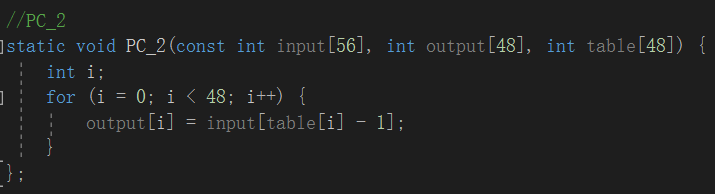 //PC_2
static void PC_2(const int input[56], int output[48], int table[48]) {
    int i;
    for (i = 0; i < 48; i++) {
        output[i] = input[table[i] - 1];
    }
};